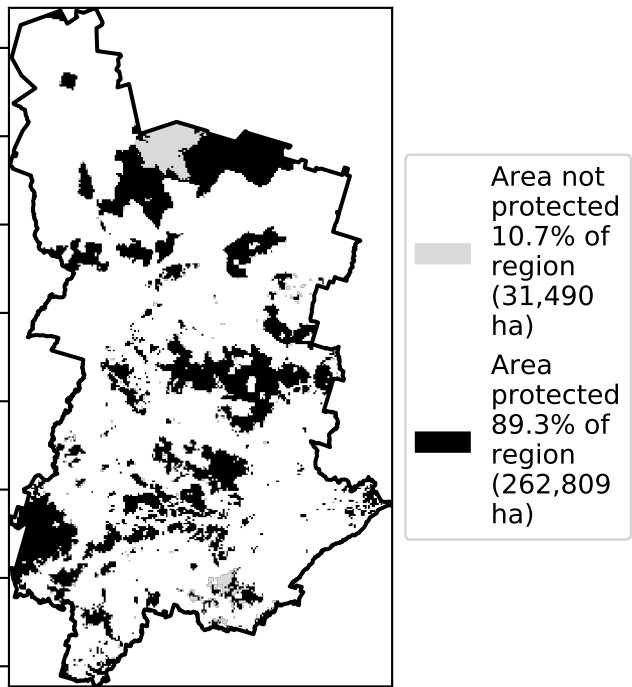 Area not
protected
10.7% of
region
(31,490
ha)
Area
protected
89.3% of
region
(262,809
ha)